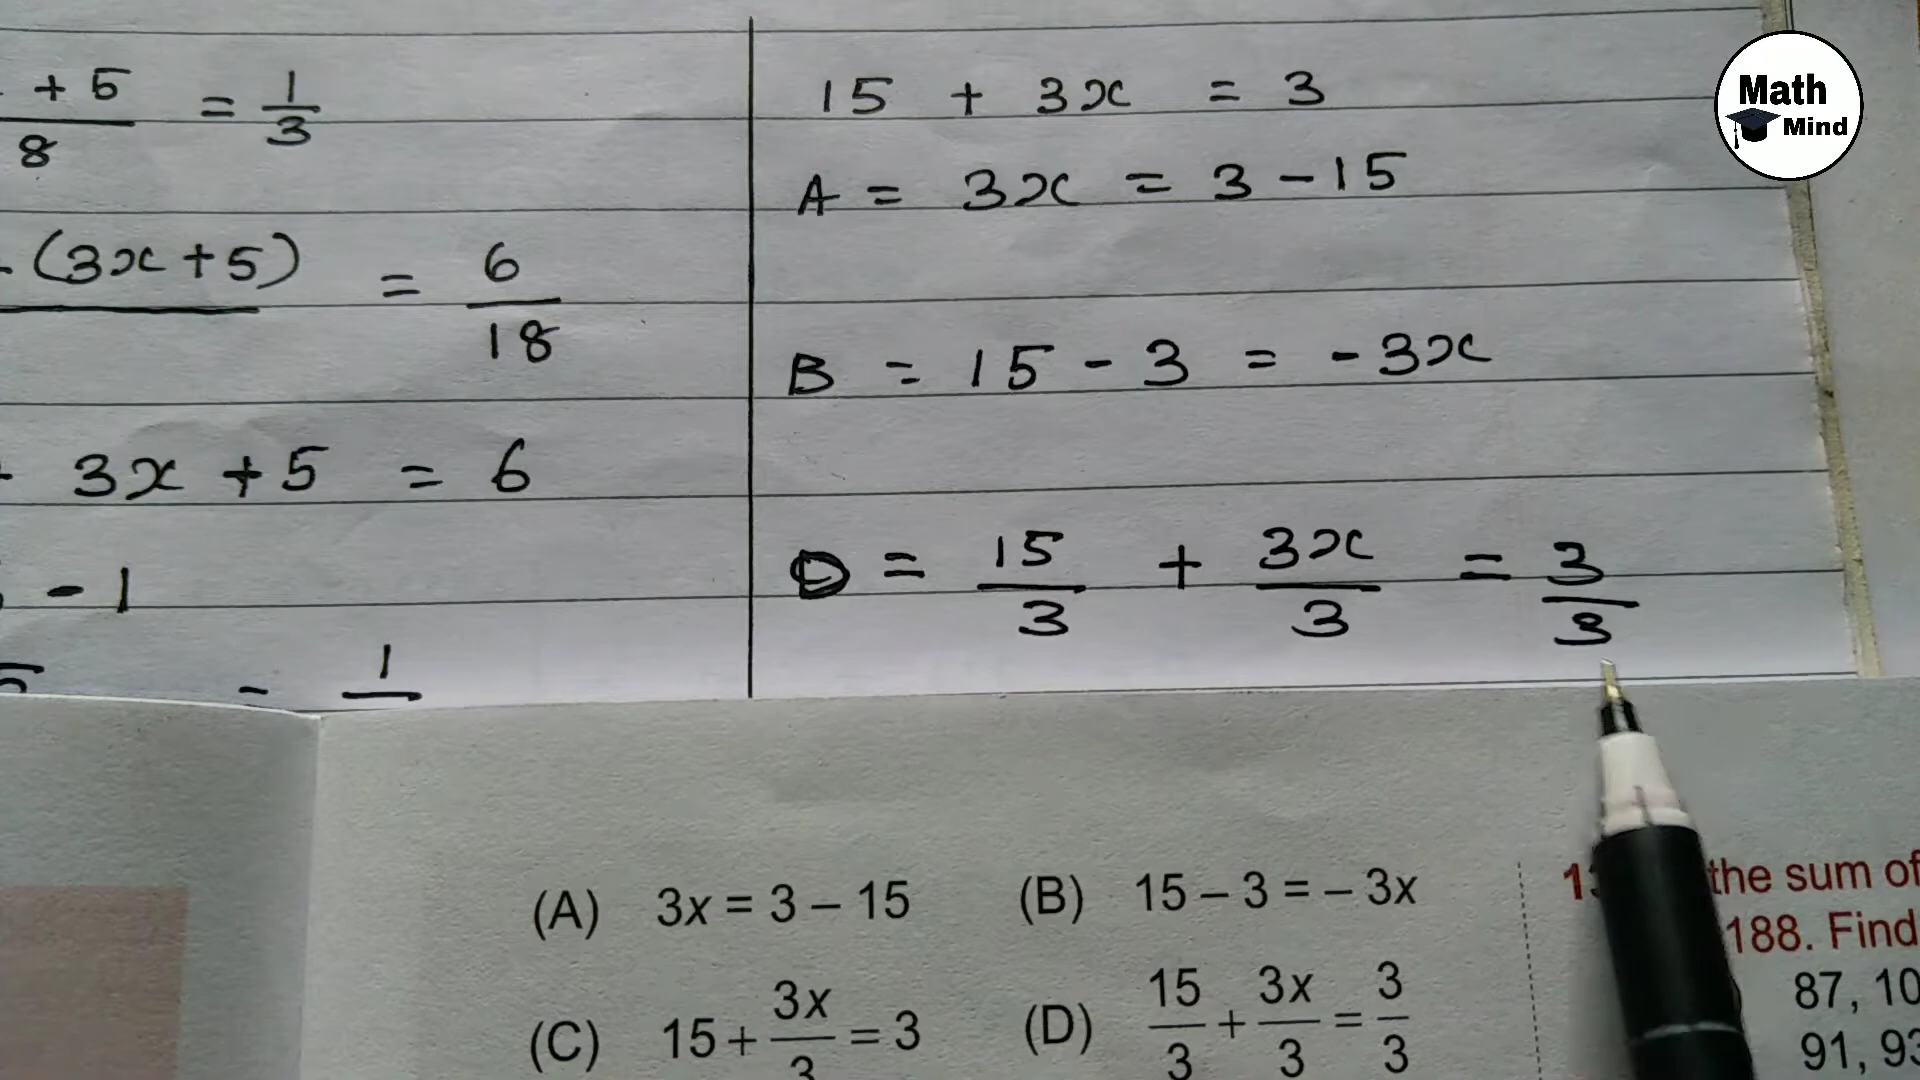 + 5 / 8 = 1/3
(3x + 5) = 6/18
3x + 5 = 6
- 1
- 1
15 + 3x = 3
A = 3x = 3 - 15
B = 15 - 3 = - 3x
D = 15/3 + 3x/3 = 3/3
Math
Mind
(A) 3x = 3 – 15
(B) 15 – 3 = – 3x
(C) 15 + 3x/3 = 3
(D) 15/3 + 3x/3 = 3/3
the sum of
188. Find
87, 10
91, 93